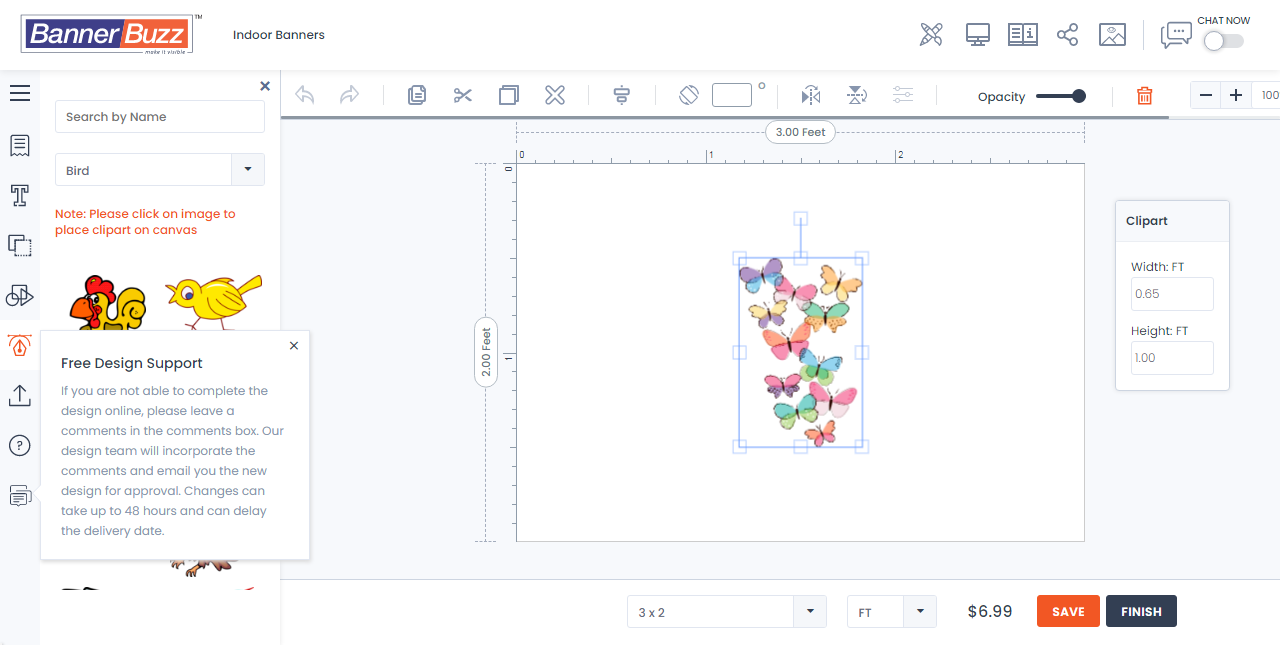 BannerBuzz
TM
make it visible
Indoor Banners
CHAT NOW
Search by Name
Bird
Note: Please click on image to
place clipart on canvas
Free Design Support
If you are not able to complete the
design online, please leave a
comments in the comments box. Our
design team will incorporate the
comments and email you the new
design for approval. Changes can
take up to 48 hours and can delay
the delivery date.
Opacity
100
3.00 Feet
0
1
2
0
1
2.00 Feet
Clipart
Width: FT
0.65
Height: FT
1.00
3 x 2
FT
$6.99
SAVE
FINISH